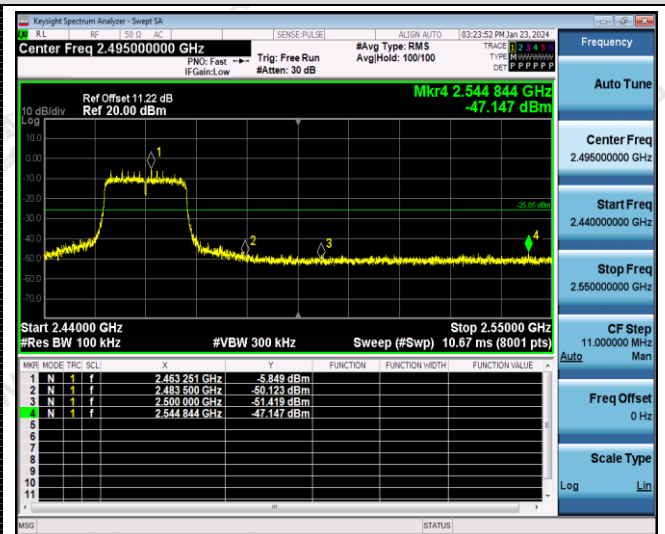 Keysight Spectrum Analyzer - Swept SA
RL RF 50 Ω AC SENSE:PULSE ALIGN AUTO 03:23:52 PM Jan 23, 2024
Center Freq 2.495000000 GHz #Avg Type: RMS TRACE 1 2 3 4 5 6
PNO: Fast Trig: Free Run Avg|Hold: 100/100 TYPE M W W W W W
IFGain:Low #Atten: 30 dB DET P P P P P P
Frequency
Auto Tune
Center Freq
2.495000000 GHz
Start Freq
2.440000000 GHz
Stop Freq
2.550000000 GHz
CF Step
11.000000 MHz
Auto Man
Freq Offset
0 Hz
Scale Type
Log Lin
Mkr4 2.544 844 GHz
-47.147 dBm
Ref Offset 11.22 dB
10 dB/div Ref 20.00 dBm
Log
10.0
0.00
-10.0
-20.0
-30.0
-40.0
-50.0
-60.0
-70.0
1
2
3
4
-25.85 dBm
Start 2.44000 GHz Stop 2.55000 GHz
#Res BW 100 kHz #VBW 300 kHz Sweep (#Swp) 10.67 ms (8001 pts)
MKR MODE TRC SCL X Y FUNCTION FUNCTION WIDTH FUNCTION VALUE
1 N 1 f 2.463 251 GHz -5.849 dBm
2 N 1 f 2.483 500 GHz -50.123 dBm
3 N 1 f 2.500 000 GHz -51.419 dBm
4 N 1 f 2.544 844 GHz -47.147 dBm
5
6
7
8
9
10
11
MSG STATUS